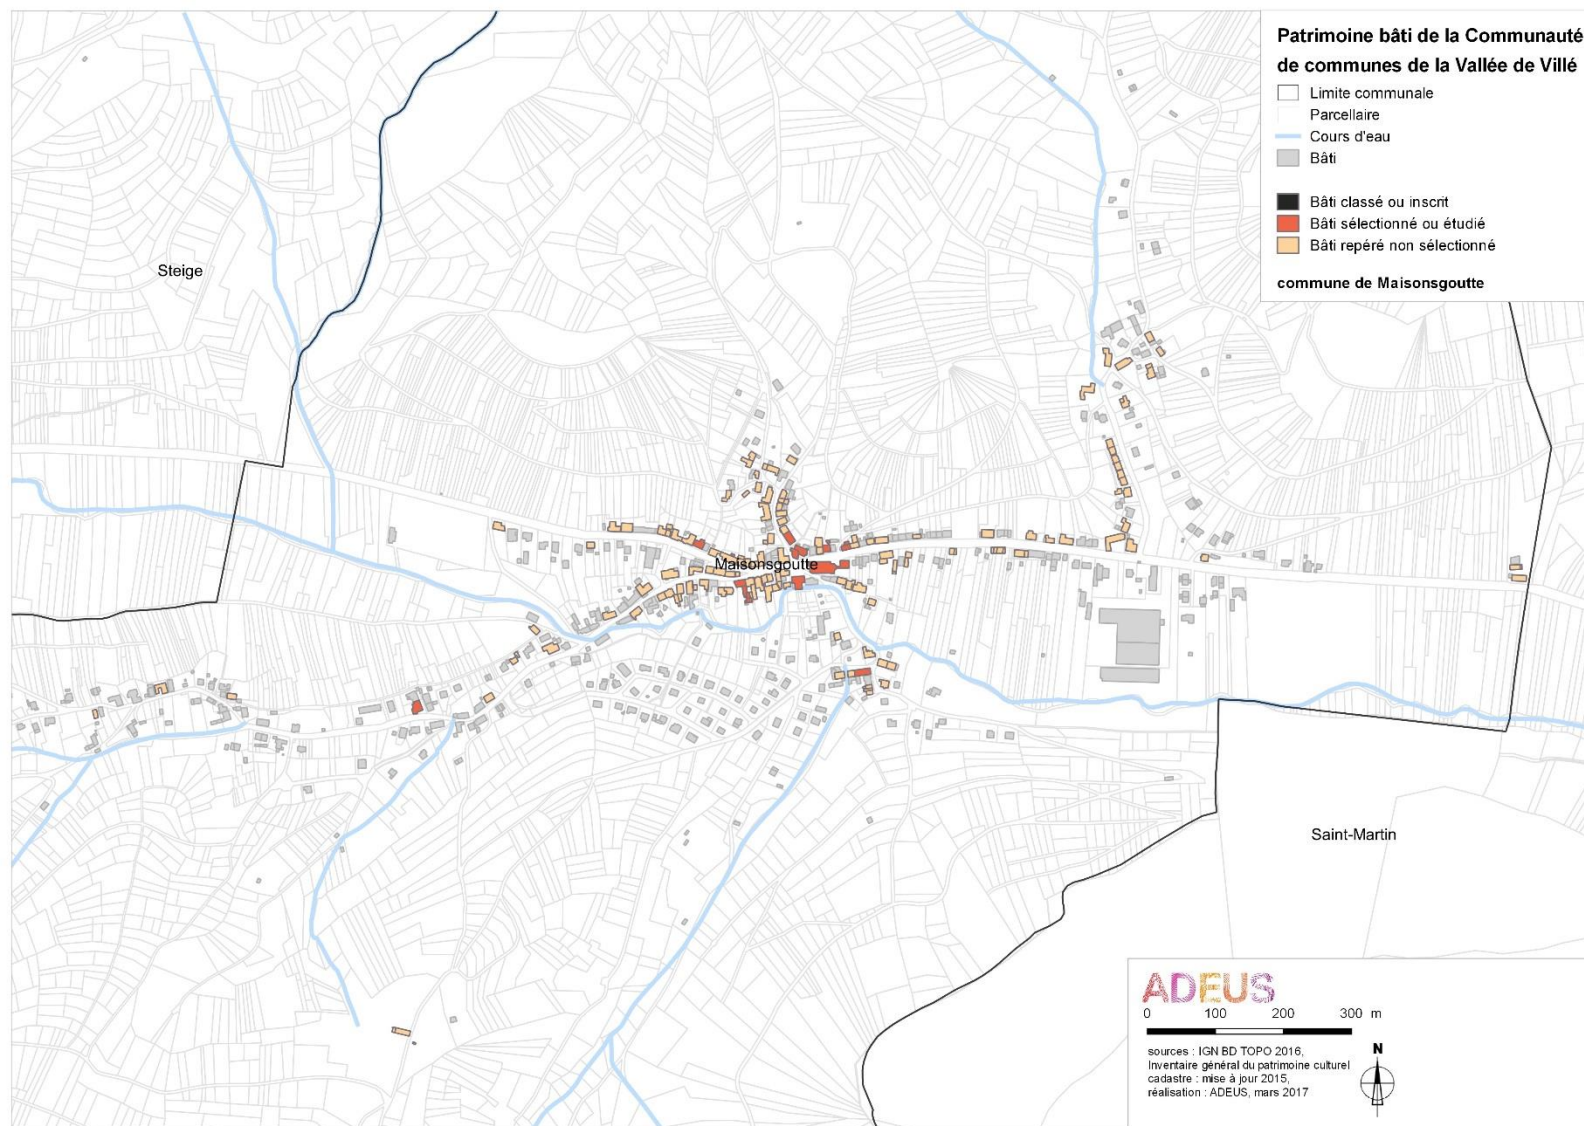 Patrimoine bâti de la Communauté
de communes de la Vallée de Villé
Limite communale
Parcellaire
Cours d'eau
Bâti
Bâti classé ou inscrit
Bâti sélectionné ou étudié
Bâti repéré non sélectionné
commune de Maisonsgoutte
Steige
Maisonsgoutte
Saint-Martin
ADEUS
0 100 200 300 m
sources : IGN BD TOPO 2016,
Inventaire général du patrimoine culturel
cadastre : mise à jour 2015,
réalisation : ADEUS, mars 2017
N